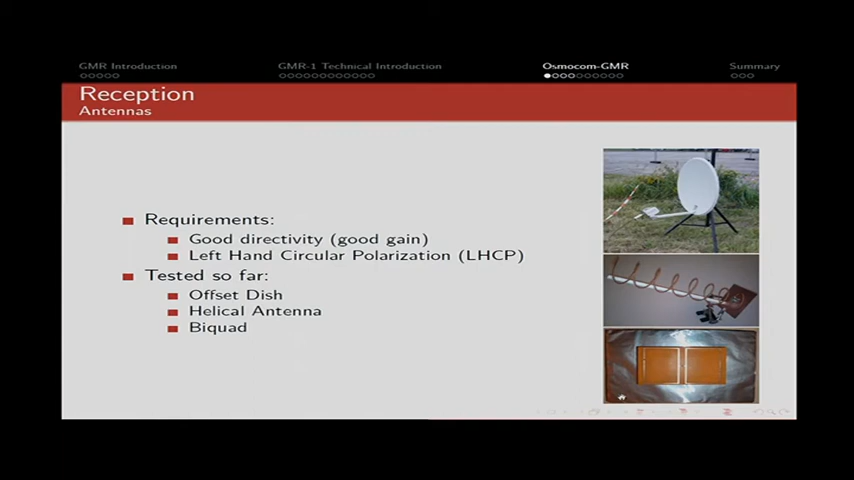 GMR Introduction
GMR-1 Technical Introduction
Osmocom-GMR
Summary
Reception
Antennas
Requirements:
Good directivity (good gain)
Left Hand Circular Polarization (LHCP)
Tested so far:
Offset Dish
Helical Antenna
Biquad